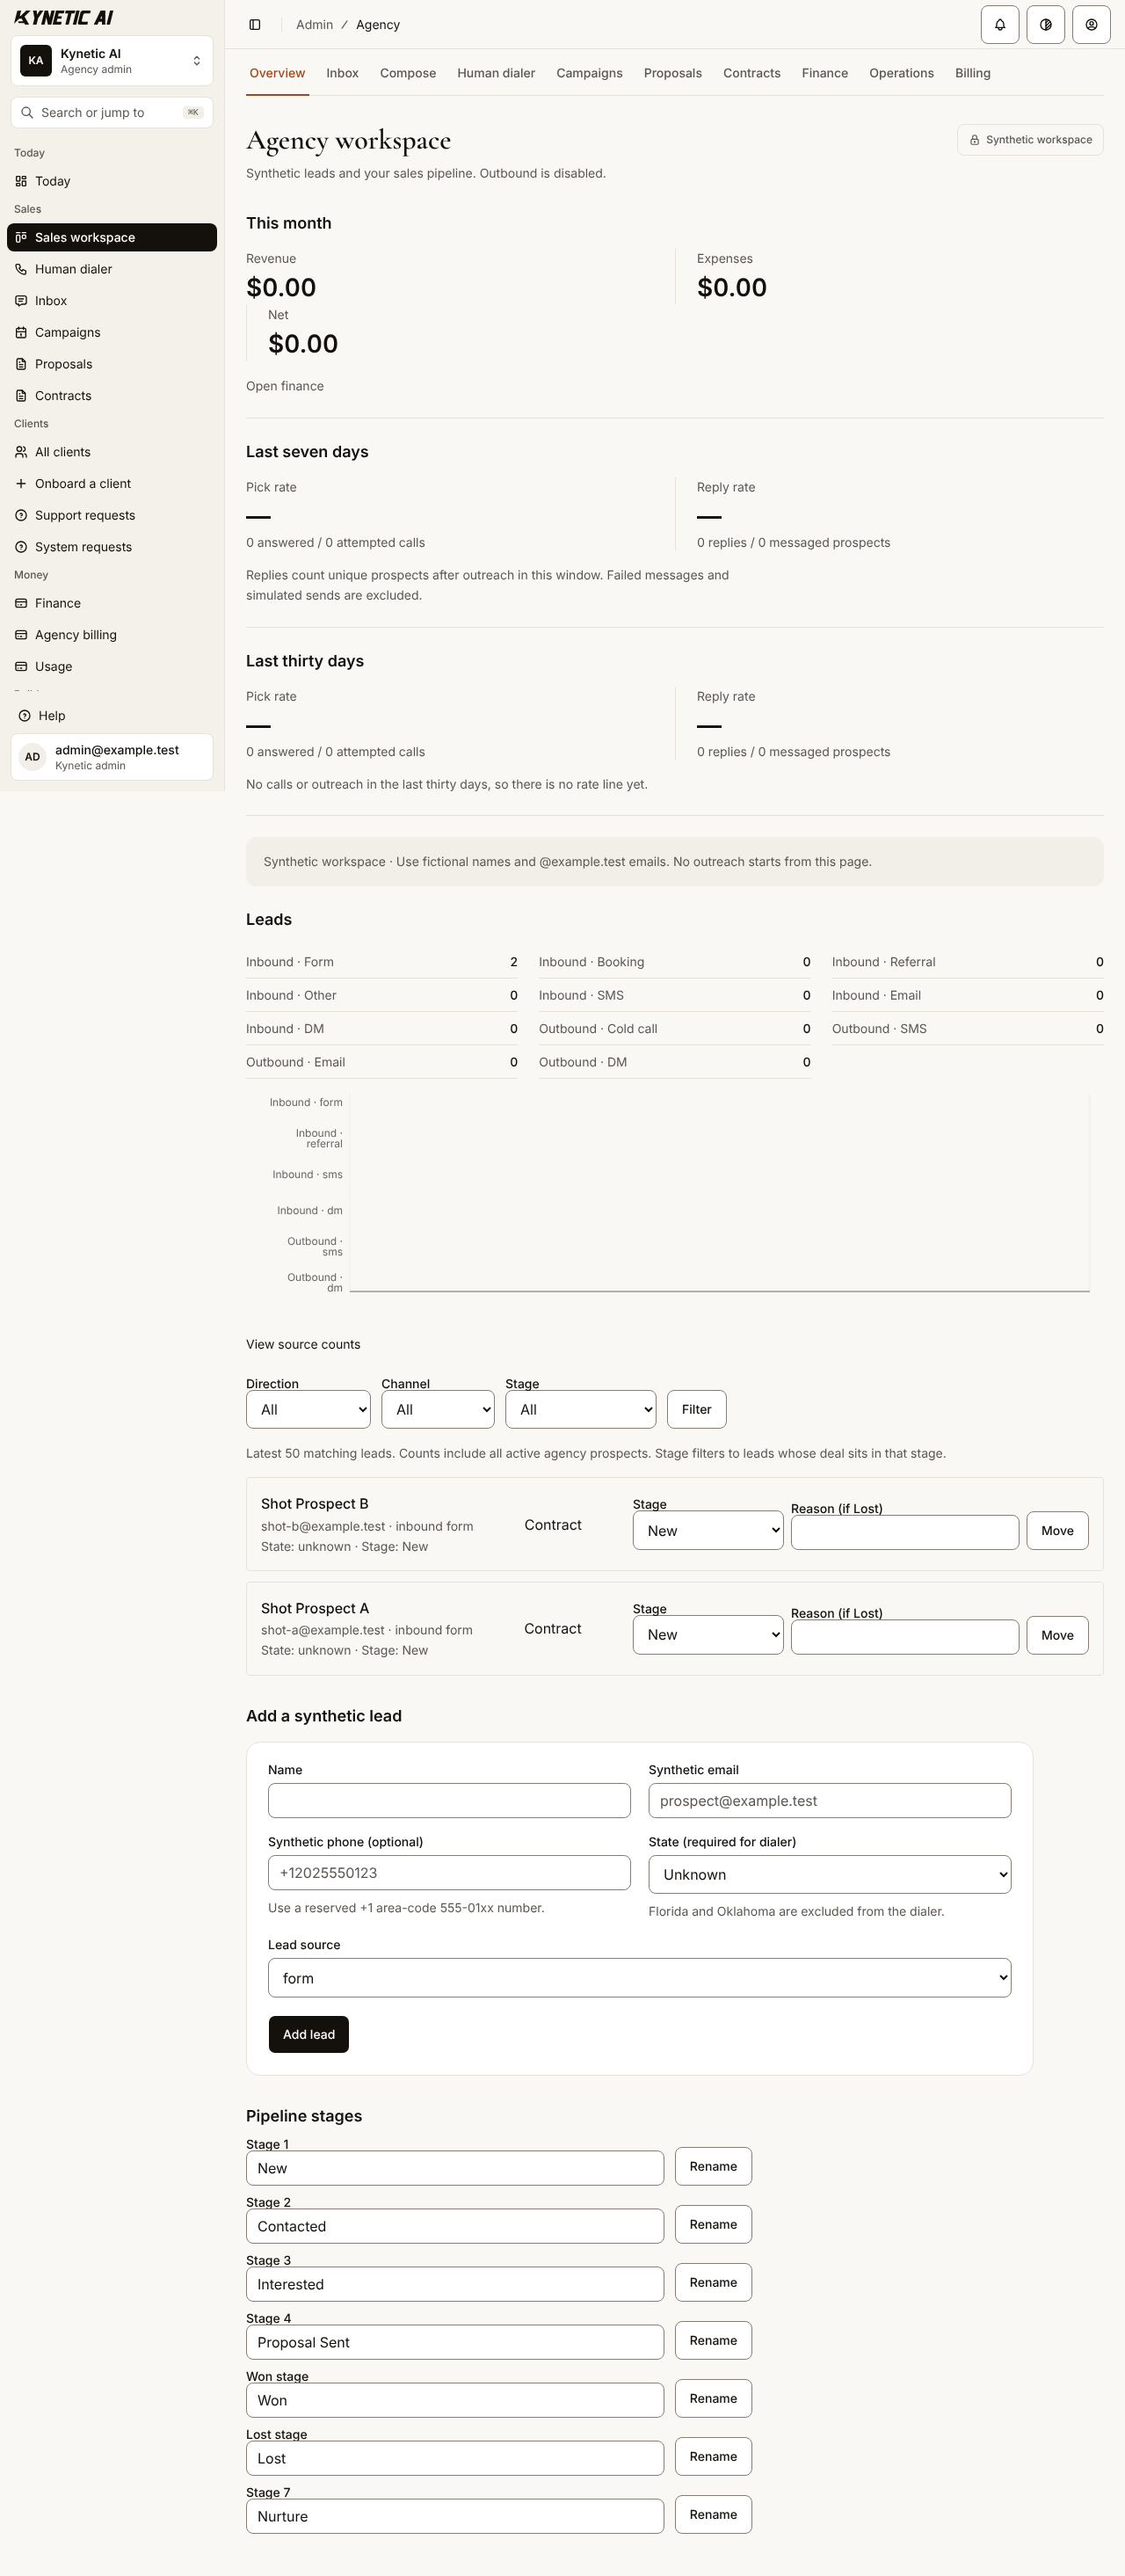 KYNETIC AI
KA
Kynetic AI
Agency admin
Search or jump to
⌘K
Today
Today
Sales
Sales workspace
Human dialer
Inbox
Campaigns
Proposals
Contracts
Clients
All clients
Onboard a client
Support requests
System requests
Money
Finance
Agency billing
Usage
Help
AD
admin@example.test
Kynetic admin
Admin / Agency
Overview Inbox Compose Human dialer Campaigns Proposals Contracts Finance Operations Billing
Agency workspace
Synthetic workspace
Synthetic leads and your sales pipeline. Outbound is disabled.
This month
Revenue Expenses
$0.00 $0.00
Net
$0.00
Open finance
Last seven days
Pick rate Reply rate
— —
0 answered / 0 attempted calls 0 replies / 0 messaged prospects
Replies count unique prospects after outreach in this window. Failed messages and
simulated sends are excluded.
Last thirty days
Pick rate Reply rate
— —
0 answered / 0 attempted calls 0 replies / 0 messaged prospects
No calls or outreach in the last thirty days, so there is no rate line yet.
Synthetic workspace · Use fictional names and @example.test emails. No outreach starts from this page.
Leads
Inbound · Form 2 Inbound · Booking 0 Inbound · Referral 0
Inbound · Other 0 Inbound · SMS 0 Inbound · Email 0
Inbound · DM 0 Outbound · Cold call 0 Outbound · SMS 0
Outbound · Email 0 Outbound · DM 0
Inbound · form
Inbound ·
referral
Inbound · sms
Inbound · dm
Outbound ·
sms
Outbound ·
dm
View source counts
Direction Channel Stage
All All All Filter
Latest 50 matching leads. Counts include all active agency prospects. Stage filters to leads whose deal sits in that stage.
Shot Prospect B
shot-b@example.test · inbound form
State: unknown · Stage: New
Contract
Stage Reason (if Lost)
New Move
Shot Prospect A
shot-a@example.test · inbound form
State: unknown · Stage: New
Contract
Stage Reason (if Lost)
New Move
Add a synthetic lead
Name Synthetic email
prospect@example.test
Synthetic phone (optional) State (required for dialer)
+12025550123 Unknown
Use a reserved +1 area-code 555-01xx number. Florida and Oklahoma are excluded from the dialer.
Lead source
form
Add lead
Pipeline stages
Stage 1
New Rename
Stage 2
Contacted Rename
Stage 3
Interested Rename
Stage 4
Proposal Sent Rename
Won stage
Won Rename
Lost stage
Lost Rename
Stage 7
Nurture Rename